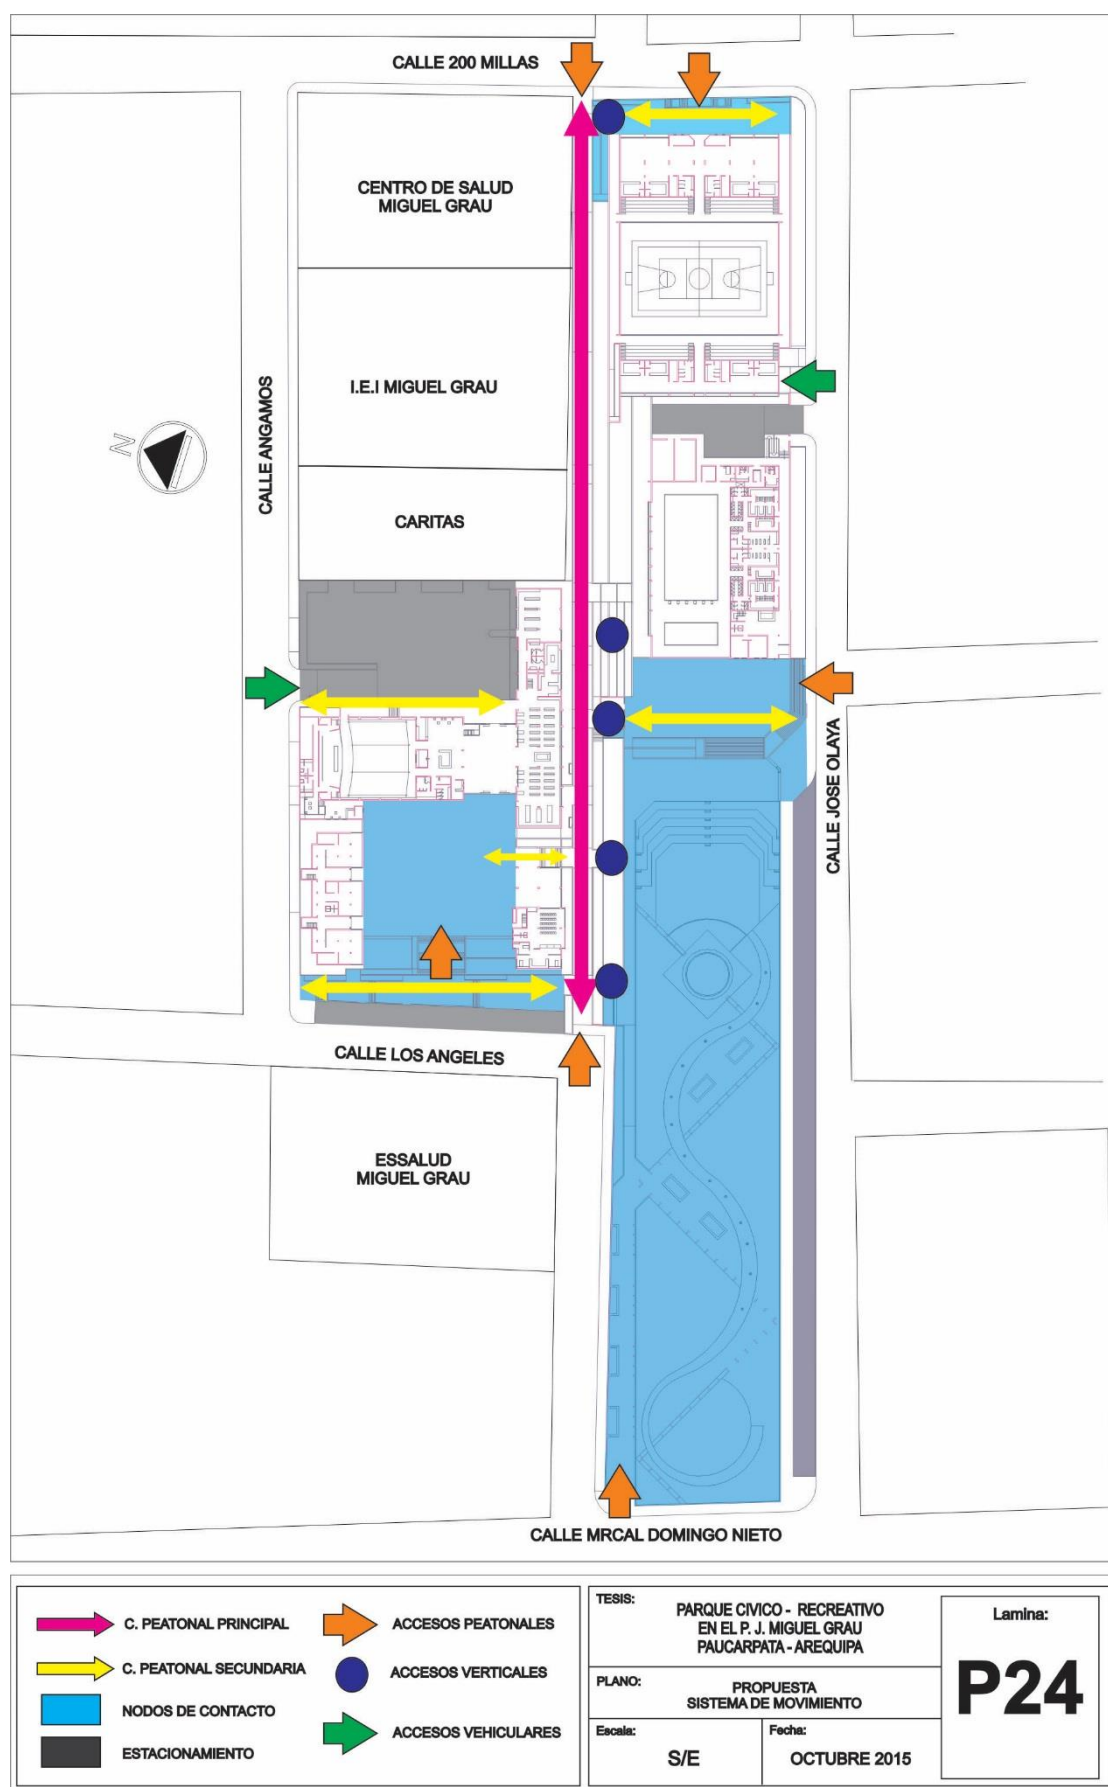 CALLE 200 MILLAS
CENTRO DE SALUD
MIGUEL GRAU
I.E.I MIGUEL GRAU
CALLE ANGAMOS
N
CARITAS
CALLE JOSE OLAYA
CALLE LOS ANGELES
ESSALUD
MIGUEL GRAU
CALLE MRCAL DOMINGO NIETO
C. PEATONAL PRINCIPAL
C. PEATONAL SECUNDARIA
NODOS DE CONTACTO
ESTACIONAMIENTO
ACCESOS PEATONALES
ACCESOS VERTICALES
ACCESOS VEHICULARES
TESIS:
PARQUE CIVICO - RECREATIVO
EN EL P. J. MIGUEL GRAU
PAUCARPATA - AREQUIPA
PLANO:
PROPUESTA
SISTEMA DE MOVIMIENTO
Escala:
S/E
Fecha:
OCTUBRE 2015
Lamina:
P24